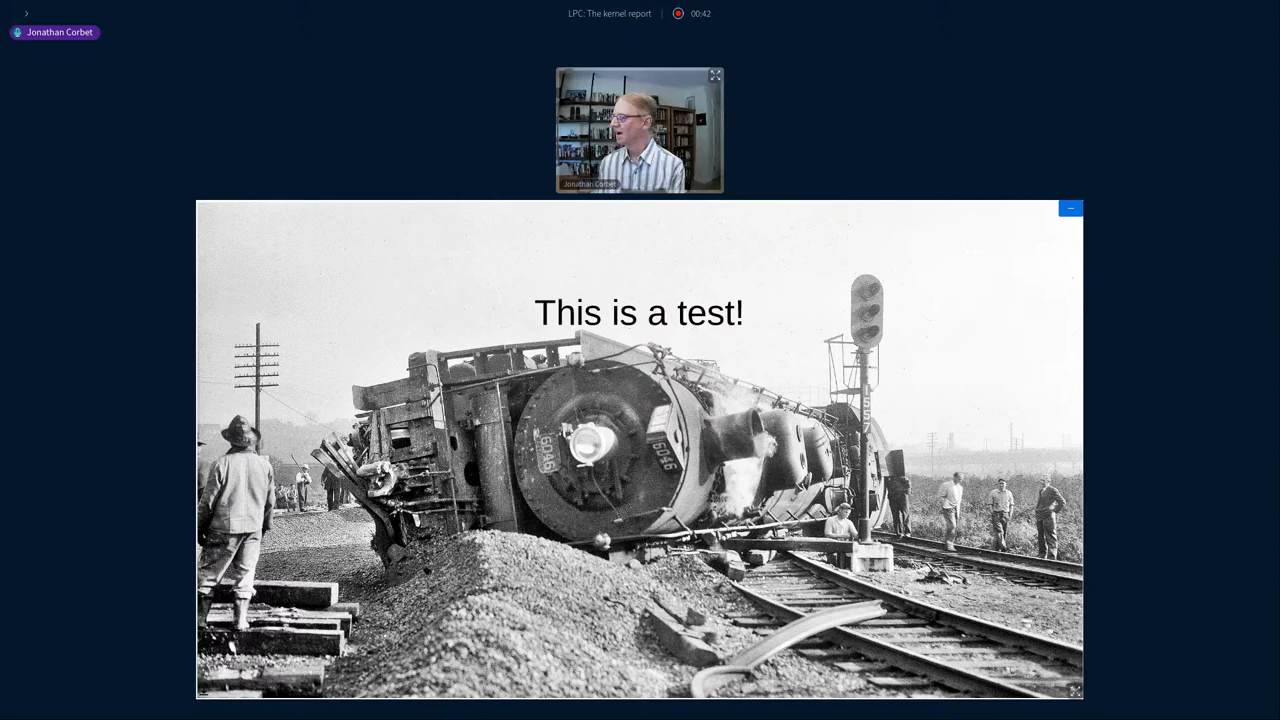 LPC: The kernel report
00:42
Jonathan Corbet
Jonathan Corbet
This is a test!
6046
6046